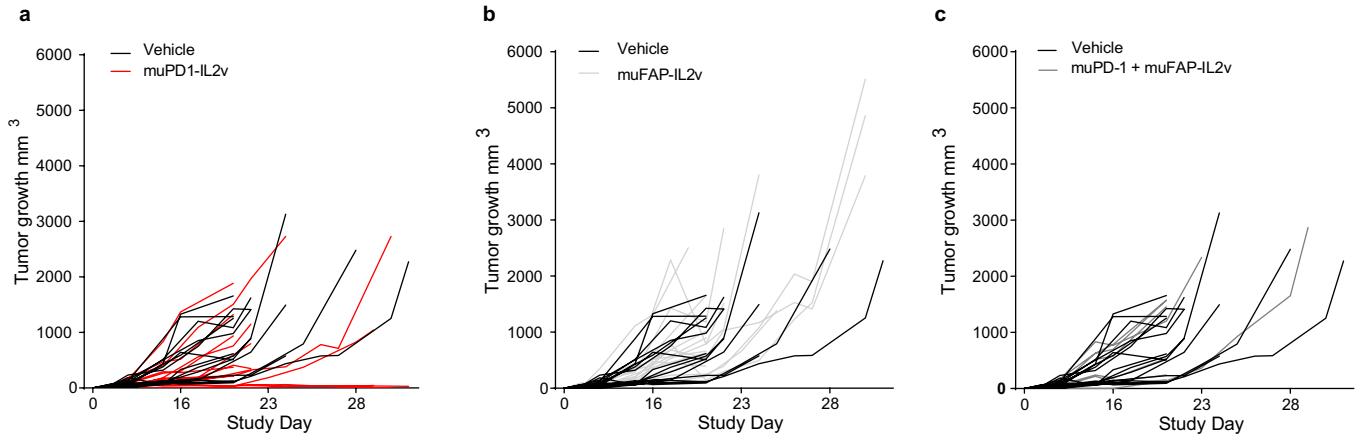 a
Vehicle
muPD1-IL2v
Tumor growth mm 3
6000
5000
4000
3000
2000
1000
0
0 16 23 28
Study Day
b
Vehicle
muFAP-IL2v
Tumor growth mm 3
6000
5000
4000
3000
2000
1000
0
0 16 23 28
Study Day
c
Vehicle
muPD-1 + muFAP-IL2v
Tumor growth mm 3
6000
5000
4000
3000
2000
1000
0
0 16 23 28
Study Day